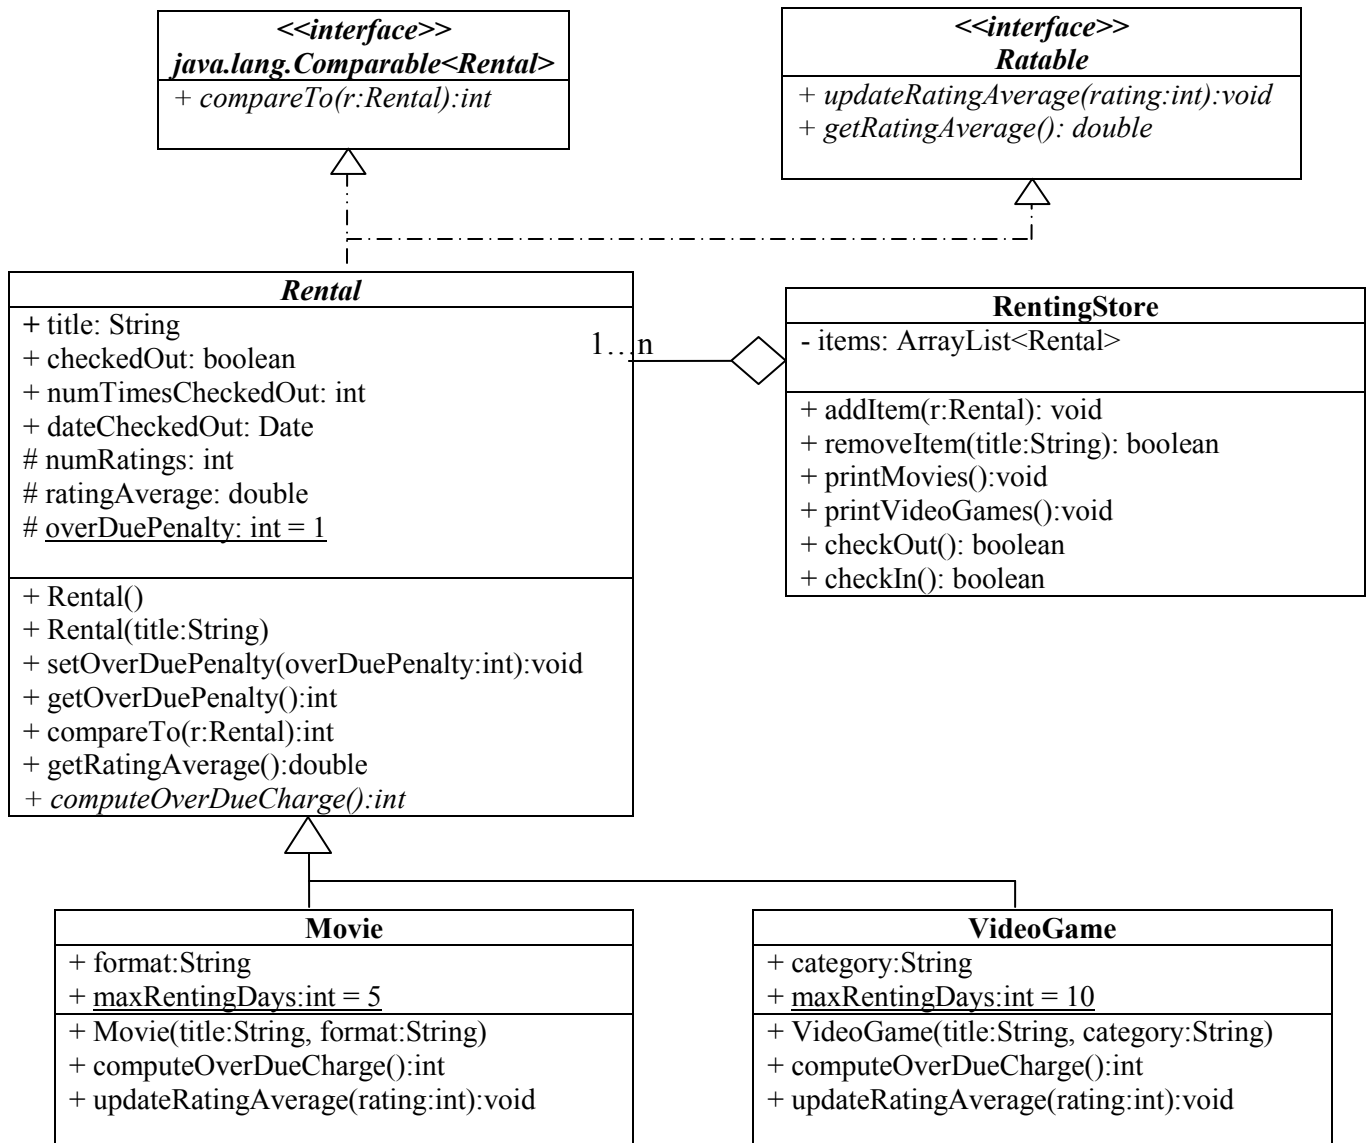 <<interface>>
java.lang.Comparable<Rental>
+ compareTo(r:Rental):int
<<interface>>
Ratable
+ updateRatingAverage(rating:int):void
+ getRatingAverage(): double
Rental
+ title: String
+ checkedOut: boolean
+ numTimesCheckedOut: int
+ dateCheckedOut: Date
# numRatings: int
# ratingAverage: double
# overDuePenalty: int = 1
+ Rental()
+ Rental(title:String)
+ setOverDuePenalty(overDuePenalty:int):void
+ getOverDuePenalty():int
+ compareTo(r:Rental):int
+ getRatingAverage():double
+ computeOverDueCharge():int
1…n
RentingStore
- items: ArrayList<Rental>
+ addItem(r:Rental): void
+ removeItem(title:String): boolean
+ printMovies():void
+ printVideoGames():void
+ checkOut(): boolean
+ checkIn(): boolean
Movie
+ format:String
+ maxRentingDays:int = 5
+ Movie(title:String, format:String)
+ computeOverDueCharge():int
+ updateRatingAverage(rating:int):void
VideoGame
+ category:String
+ maxRentingDays:int = 10
+ VideoGame(title:String, category:String)
+ computeOverDueCharge():int
+ updateRatingAverage(rating:int):void